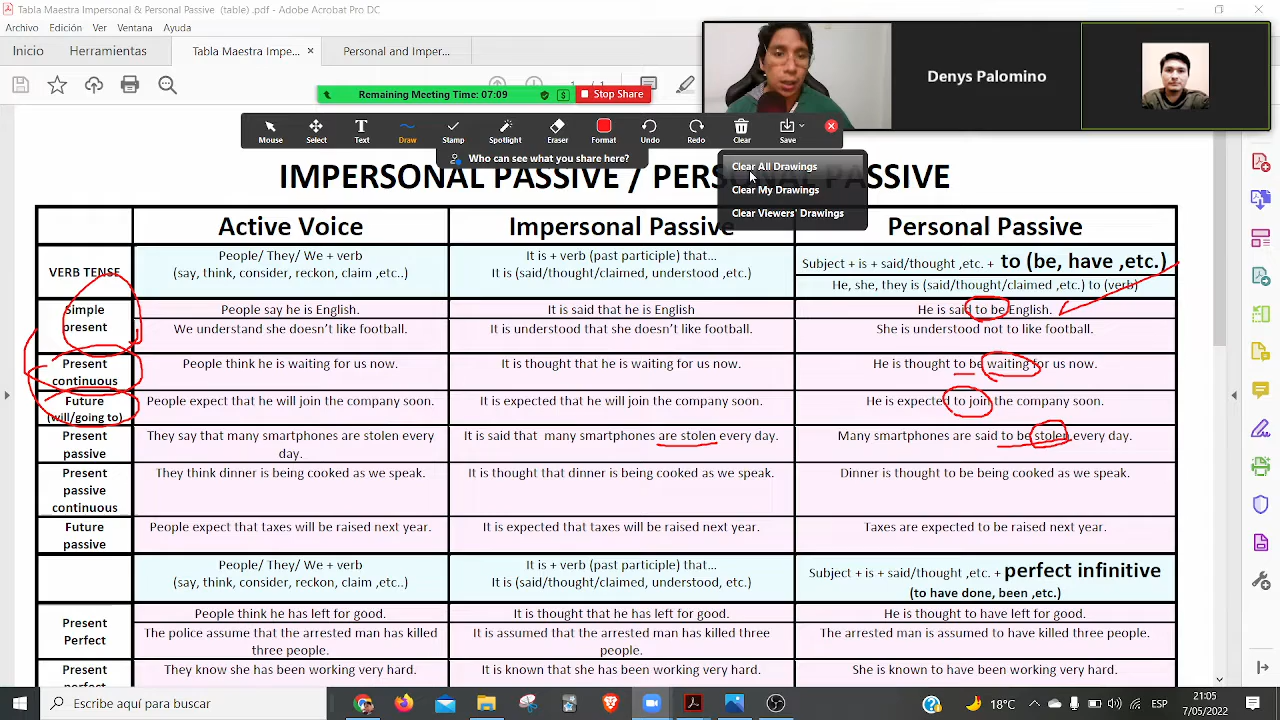 Tabla Maestra Impersonal & Personal Passive (table) .pdf - Adobe Acrobat Pro DC
Archivo Edición Ver Ventana Ayuda
Inicio Herramientas Tabla Maestra Impe... × Personal and Impe...
Denys Palomino
Remaining Meeting Time: 07:09 Stop Share
Mouse Select Text Draw Stamp Spotlight Eraser Format Undo Redo Clear Save
Who can see what you share here?
Clear All Drawings
Clear My Drawings
Clear Viewers' Drawings
IMPERSONAL PASSIVE / PERSONAL PASSIVE
Active Voice Impersonal Passive Personal Passive
VERB TENSE
People/ They/ We + verb
(say, think, consider, reckon, claim ,etc..)
It is + verb (past participle) that...
It is (said/thought/claimed, understood ,etc.)
Subject + is + said/thought ,etc. + to (be, have ,etc.)
He, she, they is (said/thought/claimed ,etc.) to (verb)
Simple
present
People say he is English.
It is said that he is English
He is said to be English.
We understand she doesn't like football.
It is understood that she doesn't like football.
She is understood not to like football.
Present
continuous
People think he is waiting for us now.
It is thought that he is waiting for us now.
He is thought to be waiting for us now.
Future
(will/going to)
People expect that he will join the company soon.
It is expected that he will join the company soon.
He is expected to join the company soon.
Present
passive
They say that many smartphones are stolen every
day.
It is said that many smartphones are stolen every day.
Many smartphones are said to be stolen every day.
Present
passive
continuous
They think dinner is being cooked as we speak.
It is thought that dinner is being cooked as we speak.
Dinner is thought to be being cooked as we speak.
Future
passive
People expect that taxes will be raised next year.
It is expected that taxes will be raised next year.
Taxes are expected to be raised next year.
People/ They/ We + verb
(say, think, consider, reckon, claim ,etc..)
It is + verb (past participle) that...
It is (said/thought/claimed, understood, etc.)
Subject + is + said/thought ,etc. + perfect infinitive
(to have done, been ,etc.)
Present
Perfect
People think he has left for good.
It is thought that he has left for good.
He is thought to have left for good.
The police assume that the arrested man has killed
three people.
It is assumed that the arrested man has killed three
people.
The arrested man is assumed to have killed three people.
Present
perfect
They know she has been working very hard.
It is known that she has been working very hard.
She is known to have been working very hard.
Escribe aquí para buscar
18°C ESP
21:05
7/05/2022